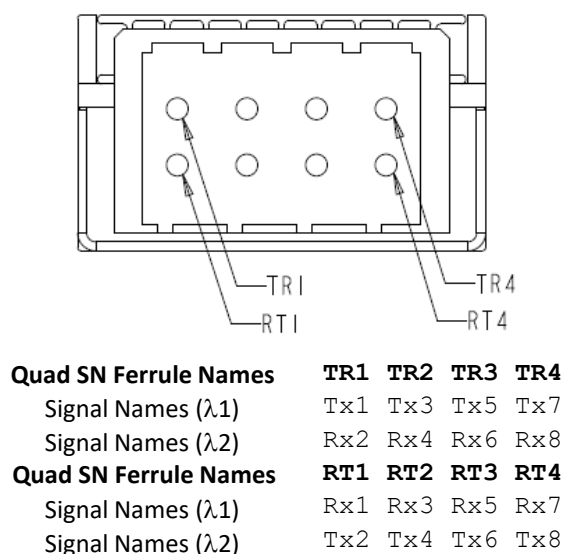 TR1 TR4
RT1 RT4
Quad SN Ferrule Names TR1 TR2 TR3 TR4
Signal Names (λ1) Tx1 Tx3 Tx5 Tx7
Signal Names (λ2) Rx2 Rx4 Rx6 Rx8
Quad SN Ferrule Names RT1 RT2 RT3 RT4
Signal Names (λ1) Rx1 Rx3 Rx5 Rx7
Signal Names (λ2) Tx2 Tx4 Tx6 Tx8